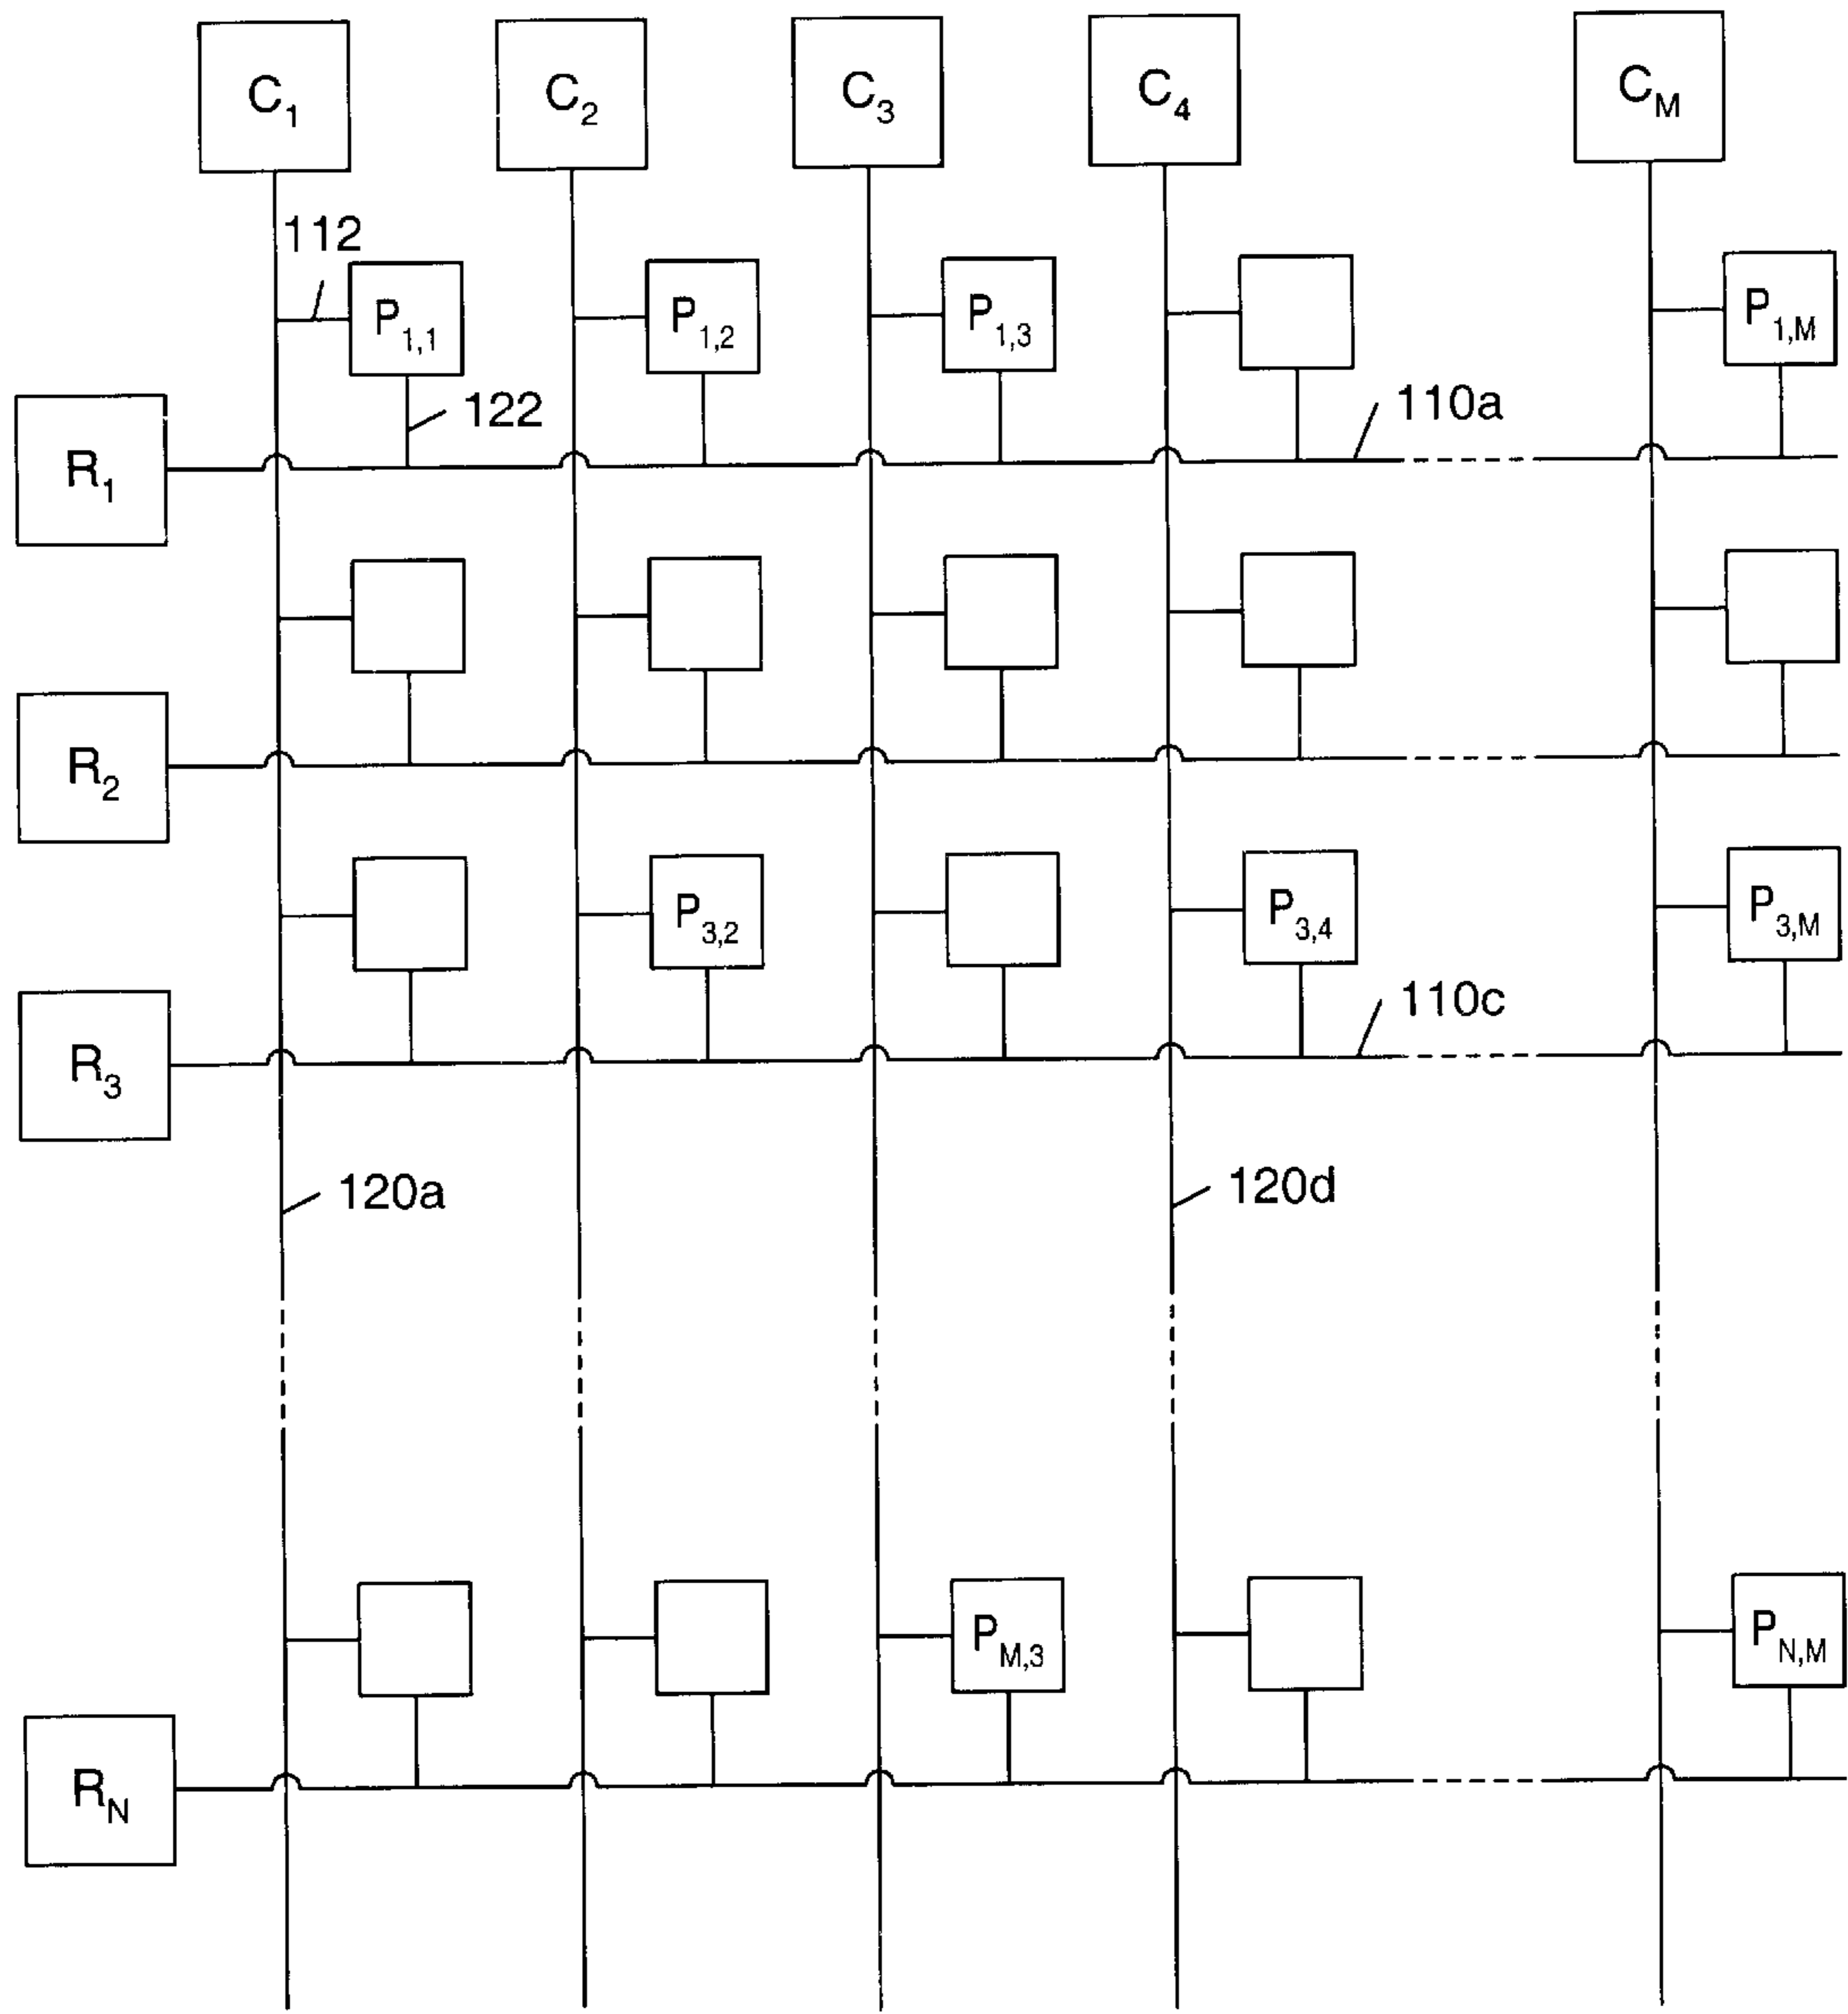 C1 C2 C3 C4 CM
112
P1,1 P1,2 P1,3 P1,M
122 110a
R1
R2
P3,2 P3,4 P3,M
110c
R3
120a 120d
PM,3 PN,M
RN